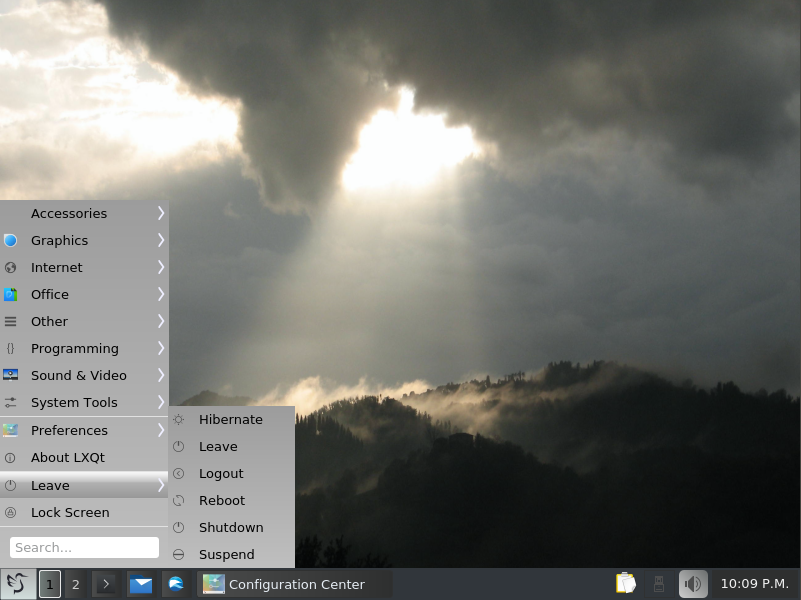 Accessories
Graphics
Internet
Office
Other
Programming
Sound & Video
System Tools
Preferences
About LXQt
Leave
Lock Screen
Search...
Hibernate
Leave
Logout
Reboot
Shutdown
Suspend
1
2
Configuration Center
10:09 P.M.